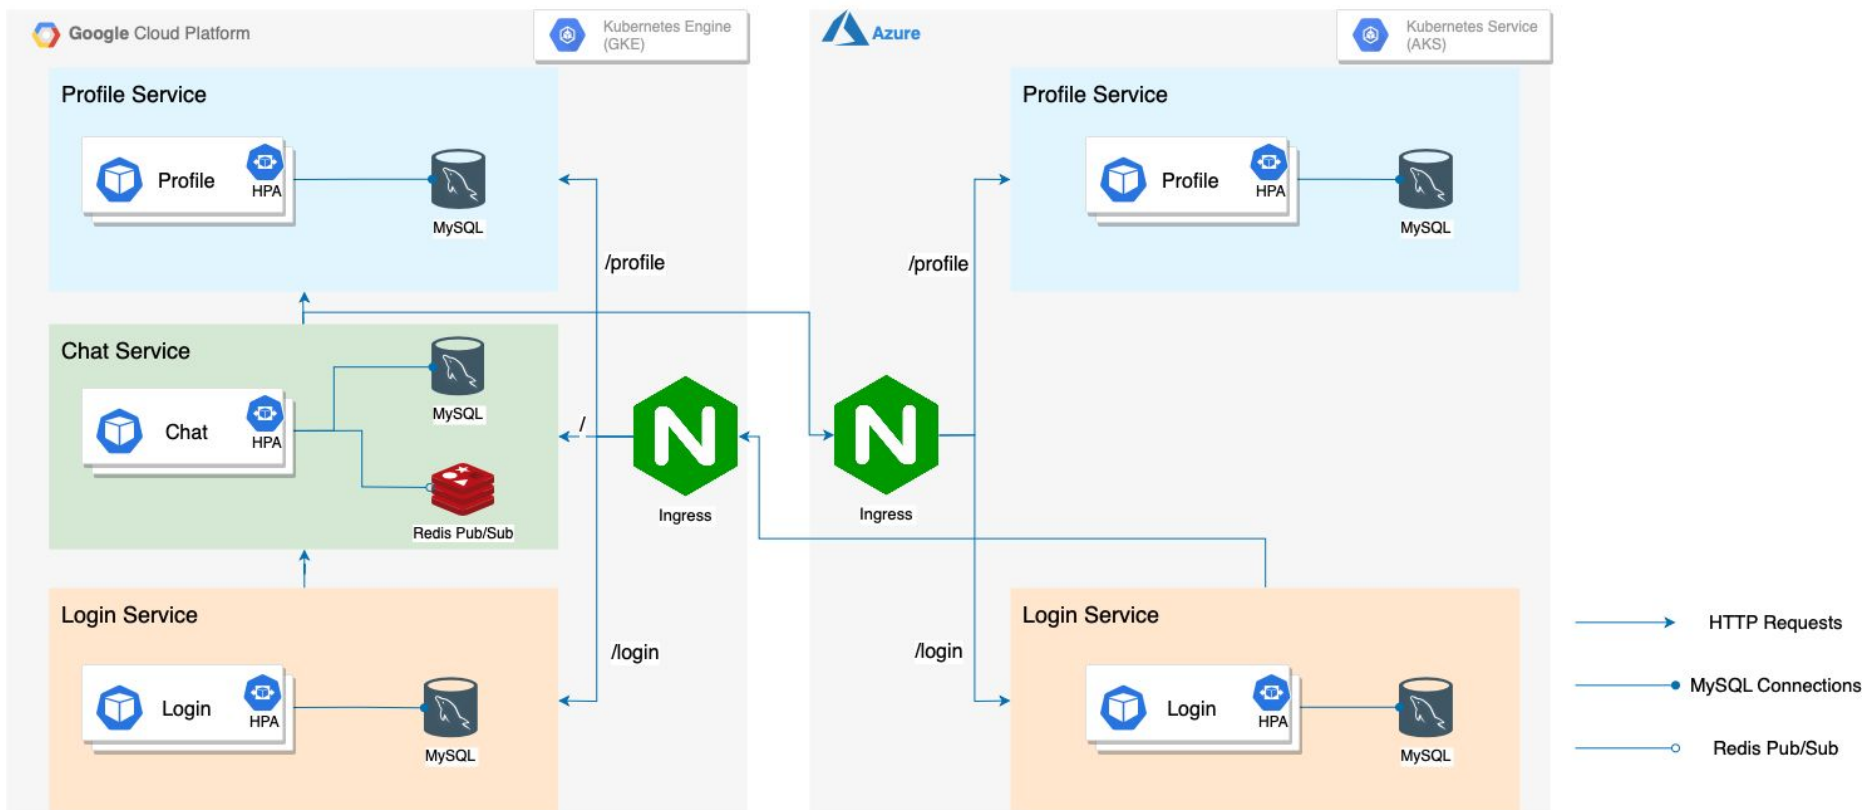 Google Cloud Platform
Kubernetes Engine
(GKE)
Profile Service
Profile
HPA
MySQL
/profile
Chat Service
Chat
HPA
MySQL
Redis Pub/Sub
/
Ingress
Login Service
Login
HPA
MySQL
/login
Azure
Kubernetes Service
(AKS)
Profile Service
Profile
HPA
MySQL
/profile
Ingress
Login Service
Login
HPA
MySQL
/login
HTTP Requests
MySQL Connections
Redis Pub/Sub